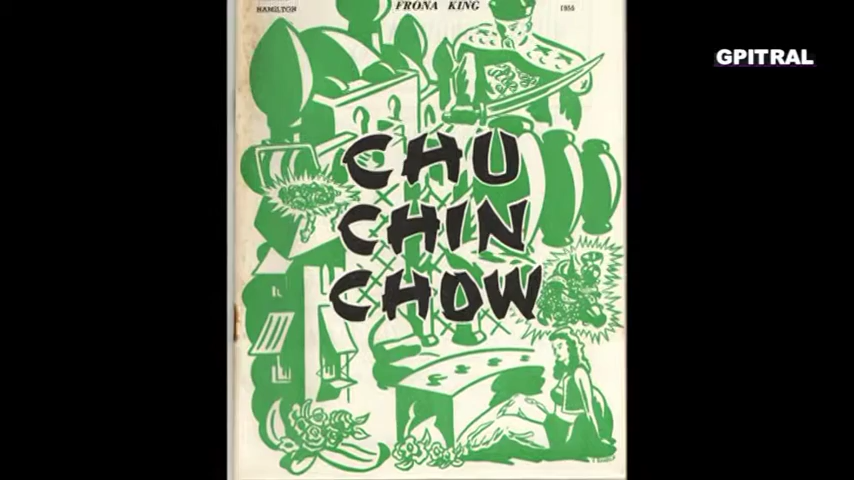 HAMILTON
FRONA KING
1955
GPITRAL
CHU
CHIN
CHOW